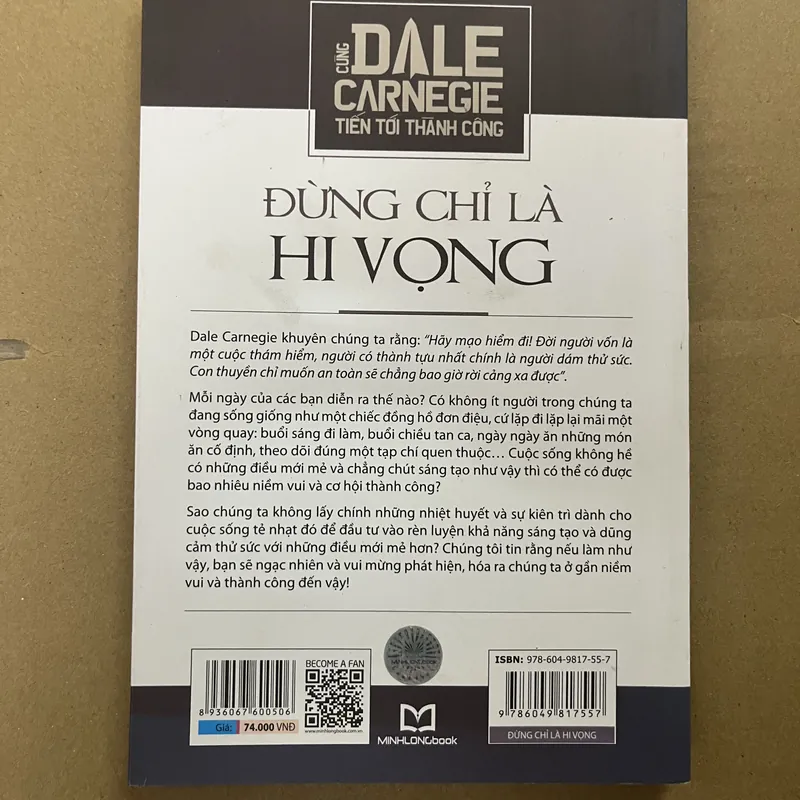 CÙNG
DALE
CARNEGIE
TIẾN TỚI THÀNH CÔNG
ĐỪNG CHỈ LÀ
HI VỌNG
Dale Carnegie khuyên chúng ta rằng: “Hãy mạo hiểm đi! Đời người vốn là
một cuộc thám hiểm, người có thành tựu nhất chính là người dám thử sức.
Con thuyền chỉ muốn an toàn sẽ chẳng bao giờ rời cảng xa được”.
Mỗi ngày của các bạn diễn ra thế nào? Có không ít người trong chúng ta
đang sống giống như một chiếc đồng hồ đơn điệu, cứ lặp đi lặp lại mãi một
vòng quay: buổi sáng đi làm, buổi chiều tan ca, ngày ngày ăn những món
ăn cố định, theo dõi đúng một tạp chí quen thuộc... Cuộc sống không hề
có những điều mới mẻ và chẳng chút sáng tạo như vậy thì có thể có được
bao nhiêu niềm vui và cơ hội thành công?
Sao chúng ta không lấy chính những nhiệt huyết và sự kiên trì dành cho
cuộc sống tẻ nhạt đó để đầu tư vào rèn luyện khả năng sáng tạo và dũng
cảm thử sức với những điều mới mẻ hơn? Chúng tôi tin rằng nếu làm như
vậy, bạn sẽ ngạc nhiên và vui mừng phát hiện, hóa ra chúng ta ở gần niềm
vui và thành công đến vậy!
8 936067 600506
Giá: 74.000 VNĐ
BECOME A FAN
www.minhlongbook.com.vn
MINHLONGbook
MINHLONGbook
ISBN: 978-604-9817-55-7
9 786049 817557
ĐỪNG CHỈ LÀ HI VỌNG